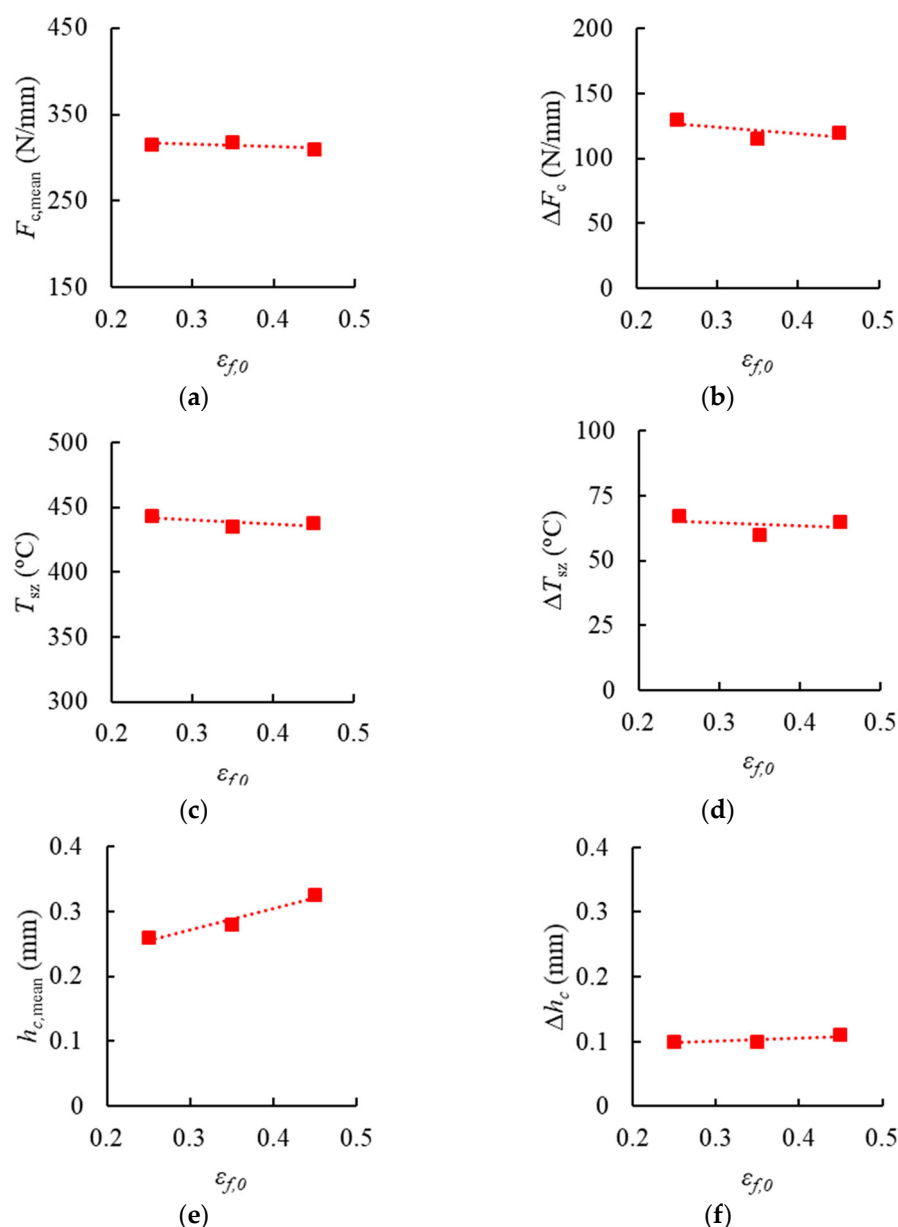 450
350
250
150
F_c,mean (N/mm)
0.2 0.3 0.4 0.5
ε_f,0
(a)
200
150
100
50
0
ΔF_c (N/mm)
0.2 0.3 0.4 0.5
ε_f,0
(b)
500
450
400
350
300
T_sz (ºC)
0.2 0.3 0.4 0.5
ε_f,0
(c)
100
75
50
25
0
ΔT_sz (ºC)
0.2 0.3 0.4 0.5
ε_f,0
(d)
0.4
0.3
0.2
0.1
0
h_c,mean (mm)
0.2 0.3 0.4 0.5
ε_f,0
(e)
0.4
0.3
0.2
0.1
0
Δh_c (mm)
0.2 0.3 0.4 0.5
ε_f,0
(f)